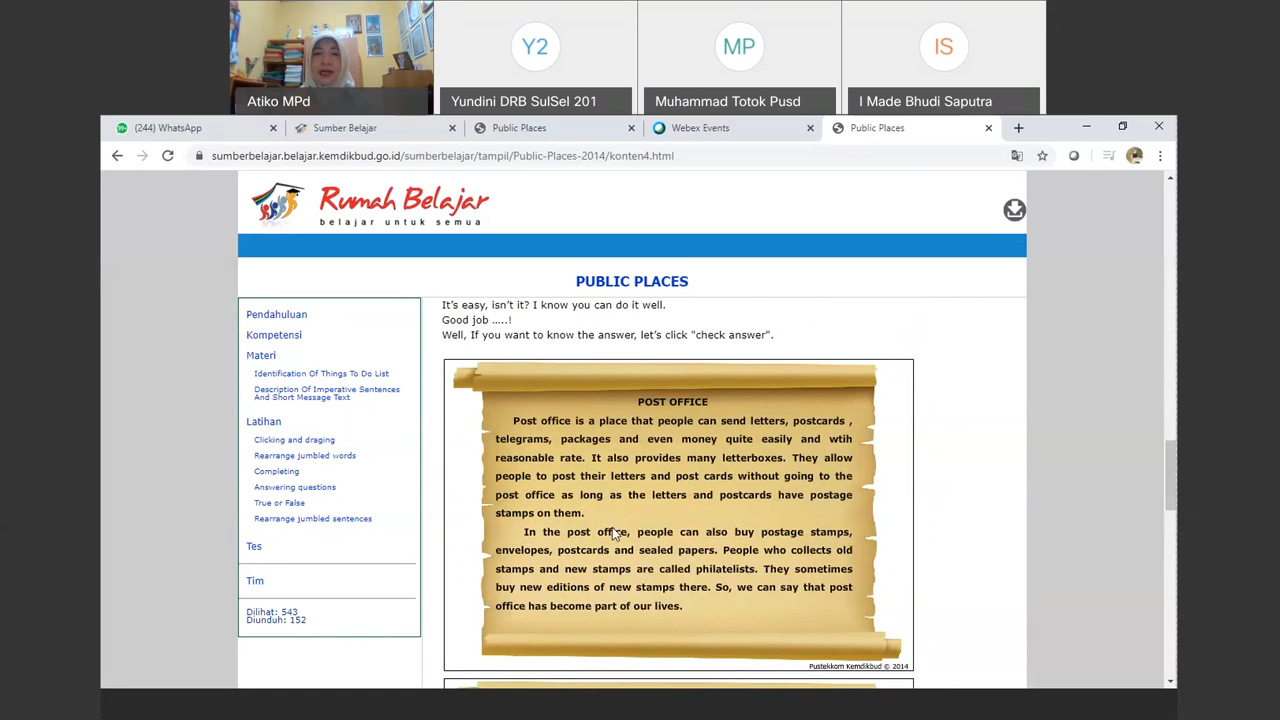 Y2
MP
IS
Atiko MPd
Yundini DRB SulSel 201
Muhammad Totok Pusd
I Made Bhudi Saputra
(244) WhatsApp
Sumber Belajar
Public Places
Webex Events
Public Places
sumberbelajar.belajar.kemdikbud.go.id/sumberbelajar/tampil/Public-Places-2014/konten4.html
Rumah Belajar
belajar untuk semua
PUBLIC PLACES
Pendahuluan
Kompetensi
Materi
Identification Of Things To Do List
Description Of Imperative Sentences
And Short Message Text
Latihan
Clicking and draging
Rearrange jumbled words
Completing
Answering questions
True or False
Rearrange jumbled sentences
Tes
Tim
Dilihat: 543
Diunduh: 152
It's easy, isn't it? I know you can do it well.
Good job .....!
Well, If you want to know the answer, let's click "check answer".
POST OFFICE
Post office is a place that people can send letters, postcards ,
telegrams, packages and even money quite easily and wtih
reasonable rate. It also provides many letterboxes. They allow
people to post their letters and post cards without going to the
post office as long as the letters and postcards have postage
stamps on them.
In the post office, people can also buy postage stamps,
envelopes, postcards and sealed papers. People who collects old
stamps and new stamps are called philatelists. They sometimes
buy new editions of new stamps there. So, we can say that post
office has become part of our lives.
Pustekkom Kemdikbud © 2014